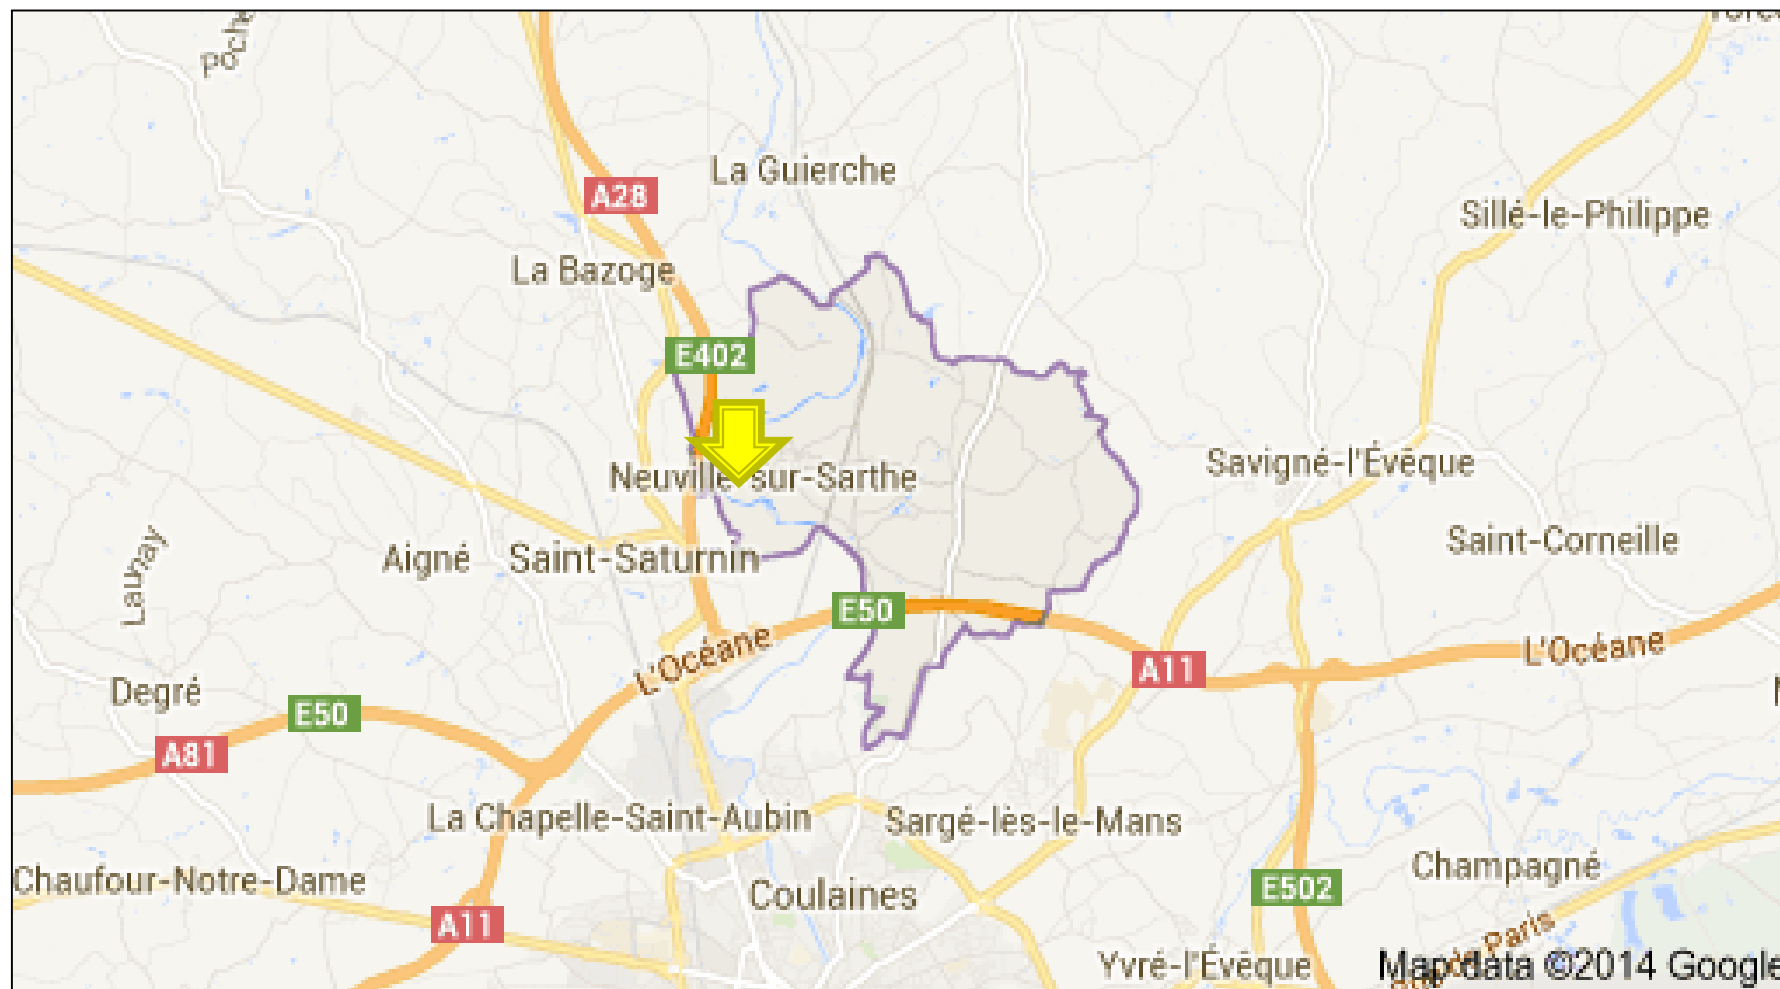 Poche
La Guierche
A28
Sillé-le-Philippe
La Bazoge
E402
Neuville-sur-Sarthe
Savigné-l'Évêque
Saint-Corneille
Launay
Aigné
Saint-Saturnin
E50
L'Océane
L'Océane
A11
Degré
E50
A81
La Chapelle-Saint-Aubin
Sargé-lès-le-Mans
Champagné
Chaufour-Notre-Dame
Coulaines
E502
A11
Paris
Yvré-l'Évêque
Map data ©2014 Google